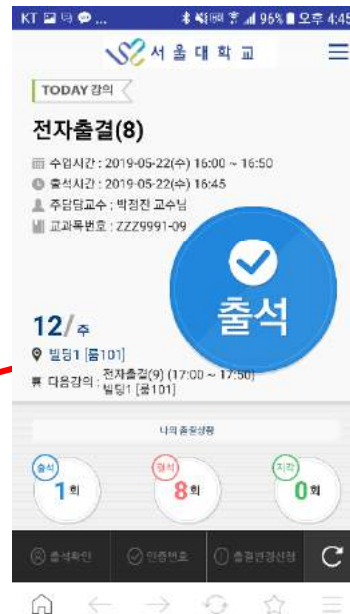 KT ... 96% 오후 4:45
서울대학교
TODAY 강의
전자출결(8)
수업시간 : 2019-05-22(수) 16:00 ~ 16:50
출석시간 : 2019-05-22(수) 16:45
주담당교수 : 박정진 교수님
교과목번호 : ZZZ9991-09
출석
12/ 주
빌딩1 [룸101]
다음강의 : 전자출결(9) (17:00 ~ 17:50)
빌딩1 [룸101]
나의 출결상황
출석 결석 지각
1 회 8 회 0 회
출석확인 인증번호 출결변경신청